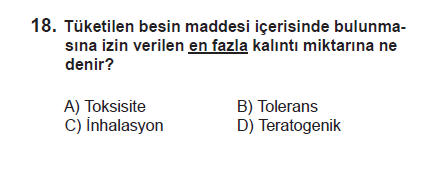 18. Tüketilen besin maddesi içerisinde bulunma-
sına izin verilen en fazla kalıntı miktarına ne
denir?
A) Toksisite B) Tolerans
C) İnhalasyon D) Teratogenik